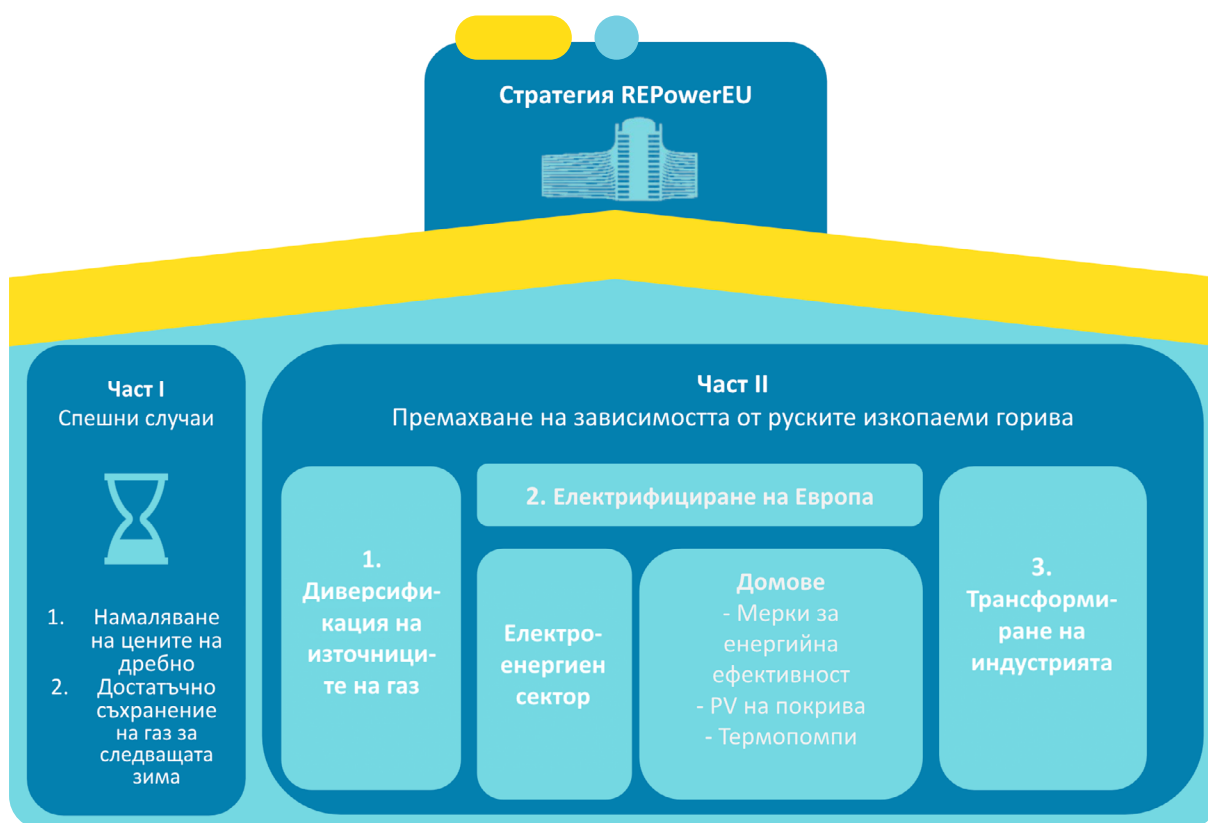 Стратегия REPowerEU
Част I
Спешни случаи
1. Намаляване
на цените на
дребно
2. Достатъчно
съхранение
на газ за
следващата
зима
Част II
Премахване на зависимостта от руските изкопаеми горива
1.
Диверсифи-
кация на
източници-
те на газ
2. Електрифициране на Европа
Електро-
енергиен
сектор
Домове
- Мерки за
енергийна
ефективност
- PV на покрива
- Термопомпи
3.
Трансформи-
ране на
индустрията